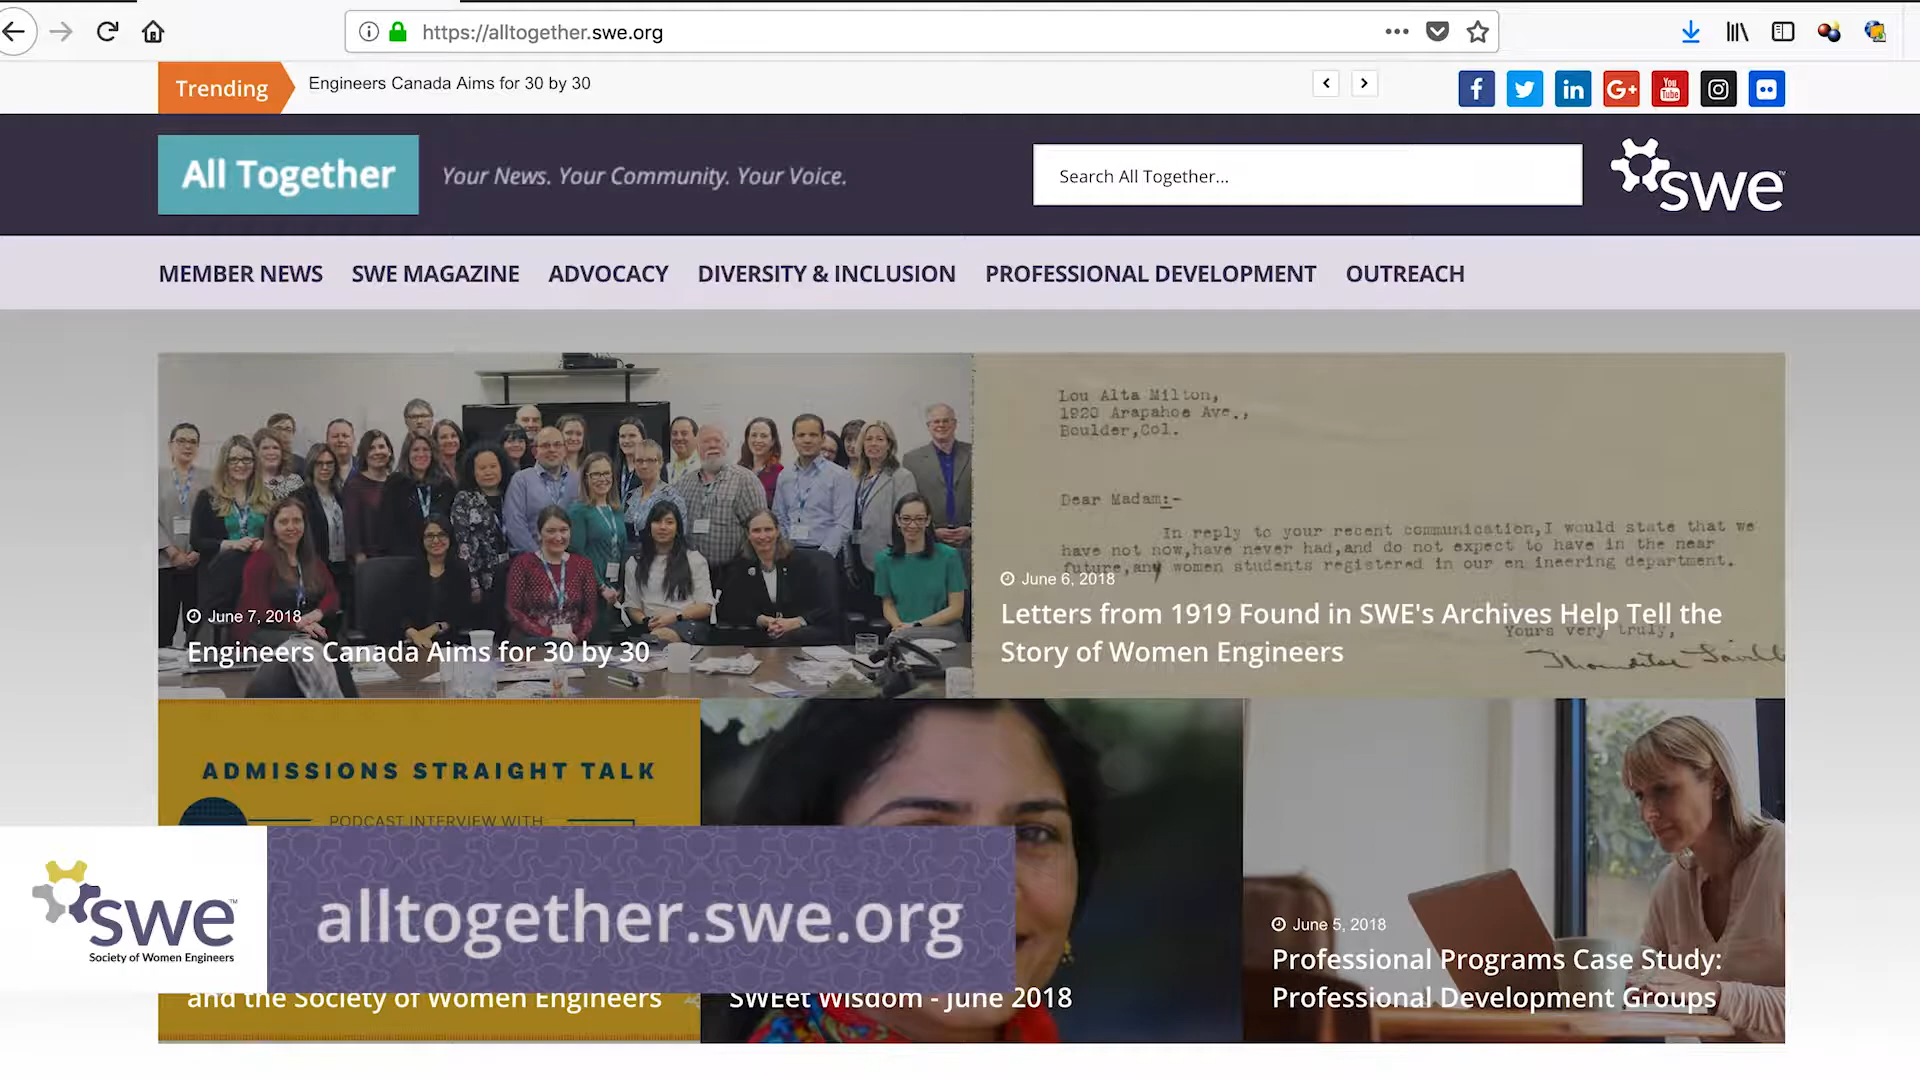 https://alltogether.swe.org
Trending
Engineers Canada Aims for 30 by 30
You
Tube
All Together
Your News. Your Community. Your Voice.
Search All Together...
swe
MEMBER NEWS SWE MAGAZINE ADVOCACY DIVERSITY & INCLUSION PROFESSIONAL DEVELOPMENT OUTREACH
June 7, 2018
Engineers Canada Aims for 30 by 30
Lou Alta Milton,
1920 Arapahoe Ave.,
Boulder,Col.
Dear Madam:-
In reply to your recent communication,I would state that we
have not now,have never had,and do not expect to have in the near
future,any women students registered in our en ineering department.
Yours very truly,
June 6, 2018
Letters from 1919 Found in SWE's Archives Help Tell the
Story of Women Engineers
ADMISSIONS STRAIGHT TALK
PODCAST INTERVIEW WITH
and the Society of Women Engineers
SWEet Wisdom - June 2018
June 5, 2018
Professional Programs Case Study:
Professional Development Groups
swe
Society of Women Engineers
alltogether.swe.org